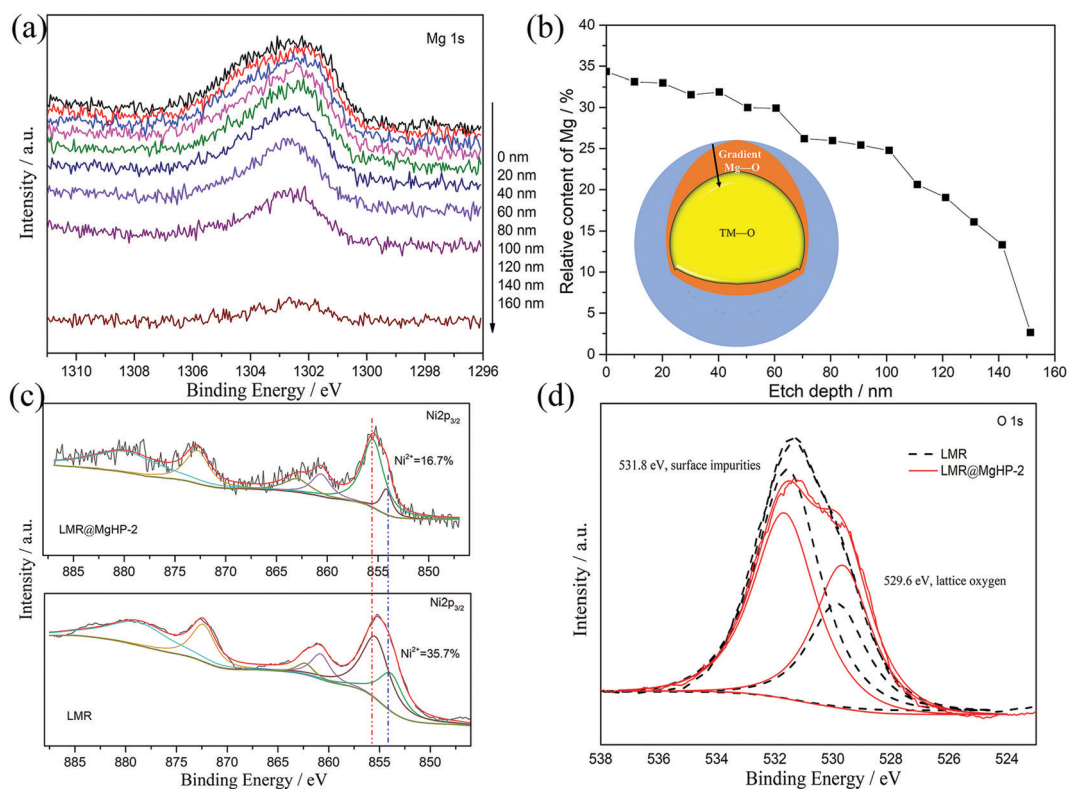 (a)
Mg 1s
0 nm
20 nm
40 nm
60 nm
80 nm
100 nm
120 nm
140 nm
160 nm
Intensity / a.u.
1310 1308 1306 1304 1302 1300 1298 1296
Binding Energy / eV
(b)
Relative content of Mg / %
40
35
30
25
20
15
10
5
0
Gradient
Mg—O
TM—O
0 20 40 60 80 100 120 140 160
Etch depth / nm
(c)
Ni2p3/2
Ni2+=16.7%
LMR@MgHP-2
885 880 875 870 865 860 855 850
Intensity / a.u.
Ni2p3/2
Ni2+=35.7%
LMR
885 880 875 870 865 860 855 850
Binding Energy / eV
(d)
O 1s
LMR
LMR@MgHP-2
531.8 eV, surface impurities
529.6 eV, lattice oxygen
Intensity / a.u.
538 536 534 532 530 528 526 524
Binding Energy / eV